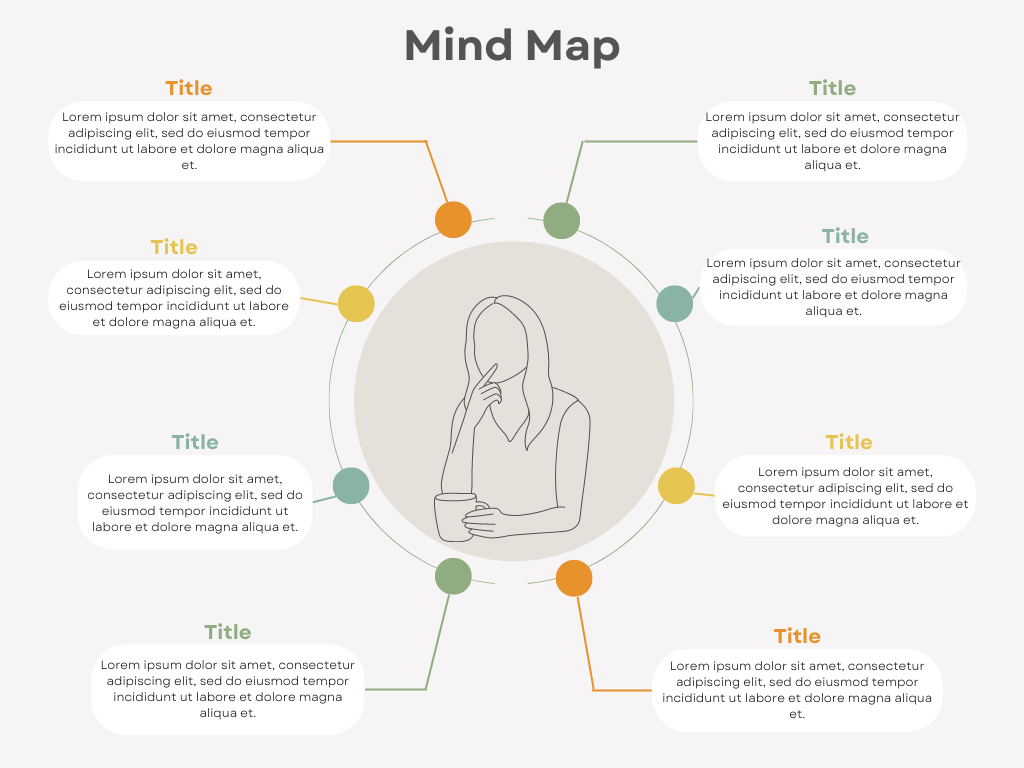 Mind Map
Title
Lorem ipsum dolor sit amet, consectetur
adipiscing elit, sed do eiusmod tempor
incididunt ut labore et dolore magna aliqua
et.
Title
Lorem ipsum dolor sit amet,
consectetur adipiscing elit, sed do
eiusmod tempor incididunt ut labore
et dolore magna aliqua et.
Title
Lorem ipsum dolor sit amet,
consectetur adipiscing elit, sed do
eiusmod tempor incididunt ut
labore et dolore magna aliqua et.
Title
Lorem ipsum dolor sit amet, consectetur
adipiscing elit, sed do eiusmod tempor
incididunt ut labore et dolore magna
aliqua et.
Title
Lorem ipsum dolor sit amet, consectetur
adipiscing elit, sed do eiusmod tempor
incididunt ut labore et dolore magna
aliqua et.
Title
Lorem ipsum dolor sit amet, consectetur
adipiscing elit, sed do eiusmod tempor
incididunt ut labore et dolore magna
aliqua et.
Title
Lorem ipsum dolor sit amet,
consectetur adipiscing elit, sed do
eiusmod tempor incididunt ut labore et
dolore magna aliqua et.
Title
Lorem ipsum dolor sit amet, consectetur
adipiscing elit, sed do eiusmod tempor
incididunt ut labore et dolore magna aliqua
et.